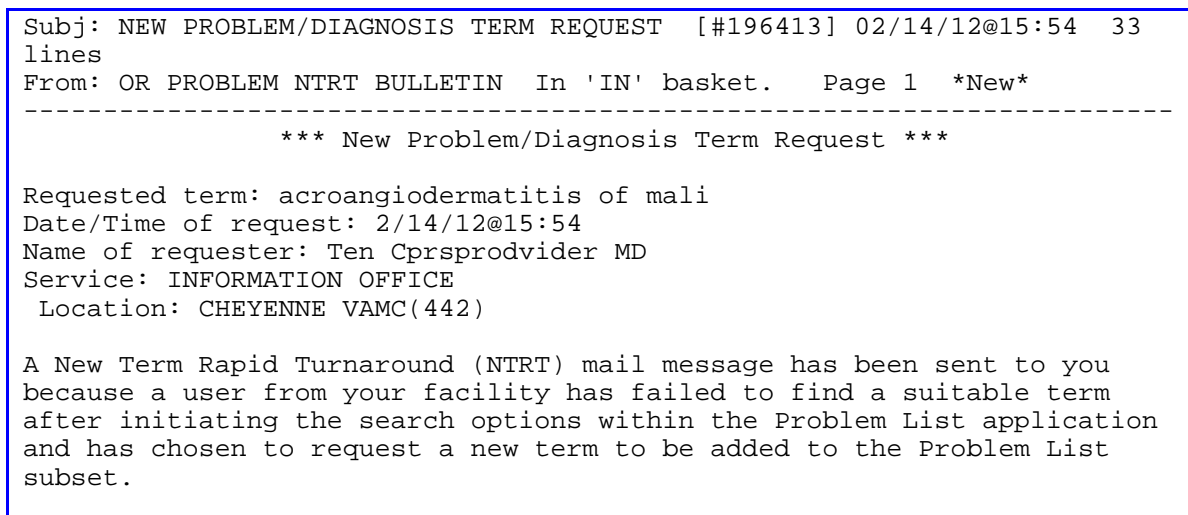 Subj: NEW PROBLEM/DIAGNOSIS TERM REQUEST  [#196413] 02/14/12@15:54  33
lines
From: OR PROBLEM NTRT BULLETIN  In 'IN' basket.   Page 1  *New*
------------------------------------------------------------------------
*** New Problem/Diagnosis Term Request ***
Requested term: acroangiodermatitis of mali
Date/Time of request: 2/14/12@15:54
Name of requester: Ten Cprsprodvider MD
Service: INFORMATION OFFICE
Location: CHEYENNE VAMC(442)
A New Term Rapid Turnaround (NTRT) mail message has been sent to you
because a user from your facility has failed to find a suitable term
after initiating the search options within the Problem List application
and has chosen to request a new term to be added to the Problem List
subset.